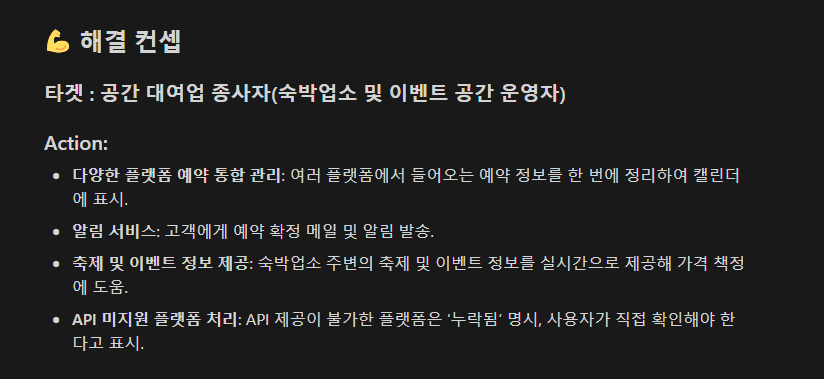 💪 해결 컨셉
타겟 : 공간 대여업 종사자(숙박업소 및 이벤트 공간 운영자)
Action:
• 다양한 플랫폼 예약 통합 관리: 여러 플랫폼에서 들어오는 예약 정보를 한 번에 정리하여 캘린더
에 표시.
• 알림 서비스: 고객에게 예약 확정 메일 및 알림 발송.
• 축제 및 이벤트 정보 제공: 숙박업소 주변의 축제 및 이벤트 정보를 실시간으로 제공해 가격 책정
에 도움.
• API 미지원 플랫폼 처리: API 제공이 불가한 플랫폼은 ‘누락됨’ 명시, 사용자가 직접 확인해야 한
다고 표시.